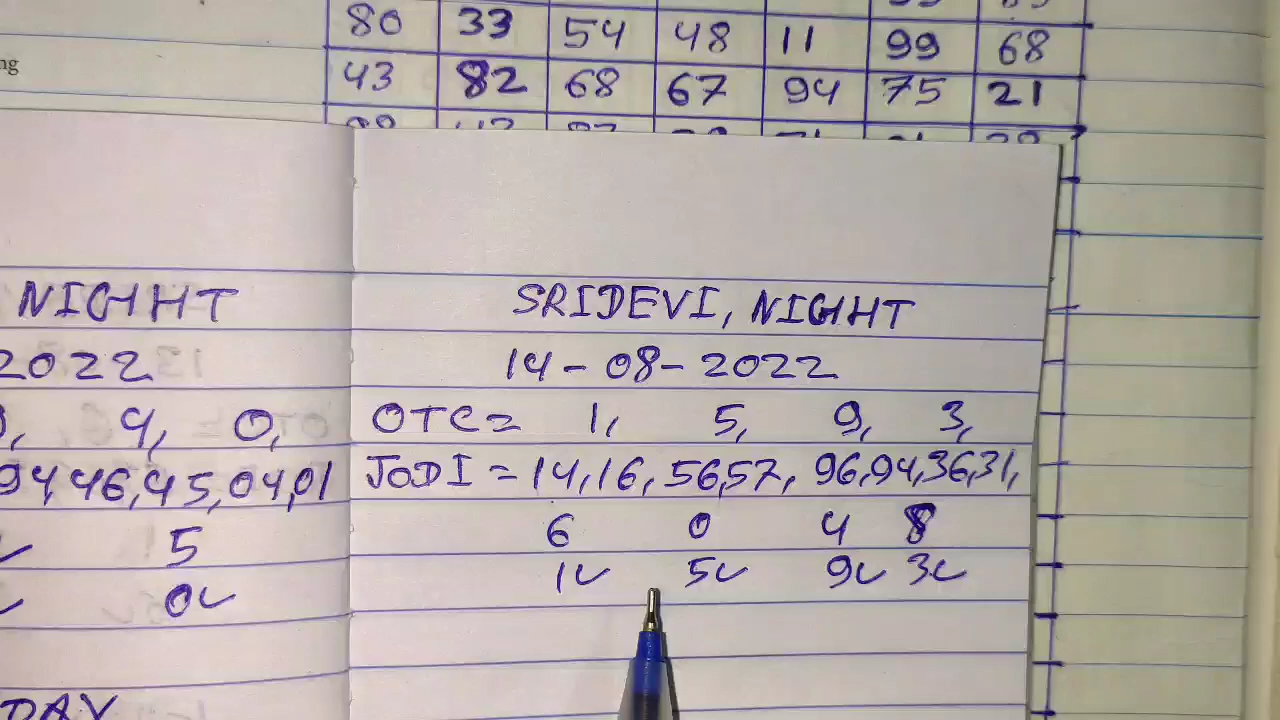 80 33 54 48 11 99 68
ng
43 82 68 67 94 75 21
NIGHT
2022
9, 0,
94,46,45,04,01
5
0✓
DAY
SRIDEVI, NIGHT
14-08-2022
OTC= 1, 5, 9, 3,
JODI=14,16,56,57,96,94,36,31,
6 0 4 8
1✓ 5✓ 9✓ 3✓